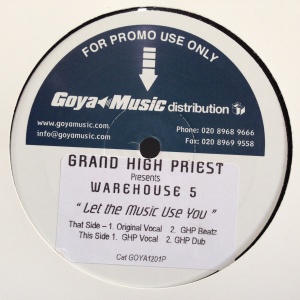 FOR PROMO USE ONLY
Goya Music distribution
www.goyamusic.com
info@goyamusic.com
Phone: 020 8968 9666
Fax: 020 8969 9558
GRAND HIGH PRIEST
Presents
WAREHOUSE 5
" Let the Music Use You "
That Side – 1. Original Vocal 2. GHP Beatz
This Side 1. GHP Vocal 2. GHP Dub
Cat GOYA1201P